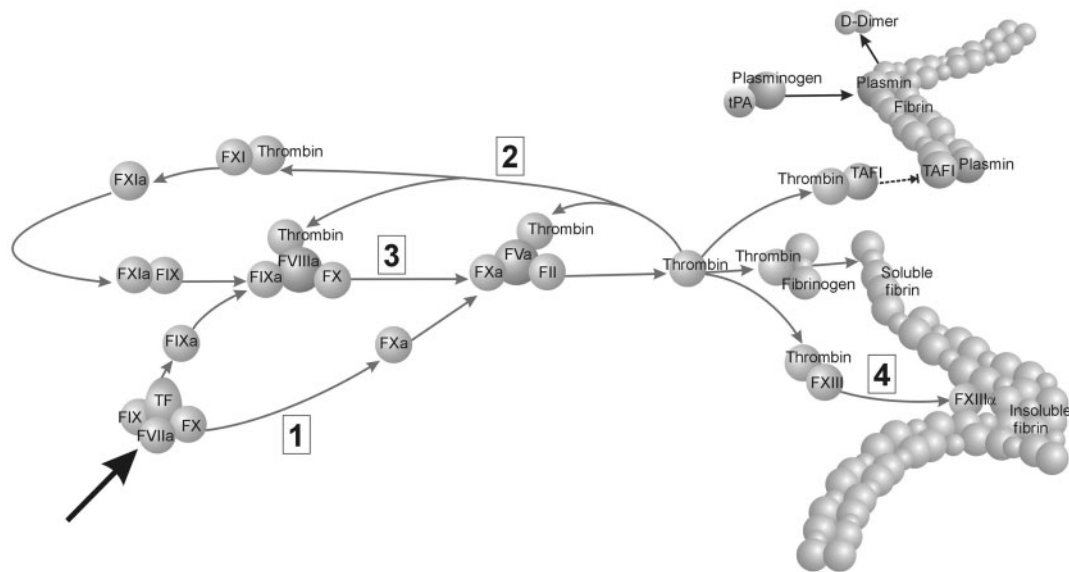 D-Dimer
Plasminogen
tPA
Plasmin
Fibrin
2
FXI
Thrombin
FXIa
Thrombin
TAFI
TAFI
Plasmin
Thrombin
FVIIIa
FIXa
FX
3
Thrombin
FVa
FXa
FII
Thrombin
FXIa
FIX
Thrombin
Fibrinogen
Soluble
fibrin
FIXa
FXa
Thrombin
FXIII
4
FXIIIα
Insoluble
fibrin
TF
FIX
FX
FVIIa
1